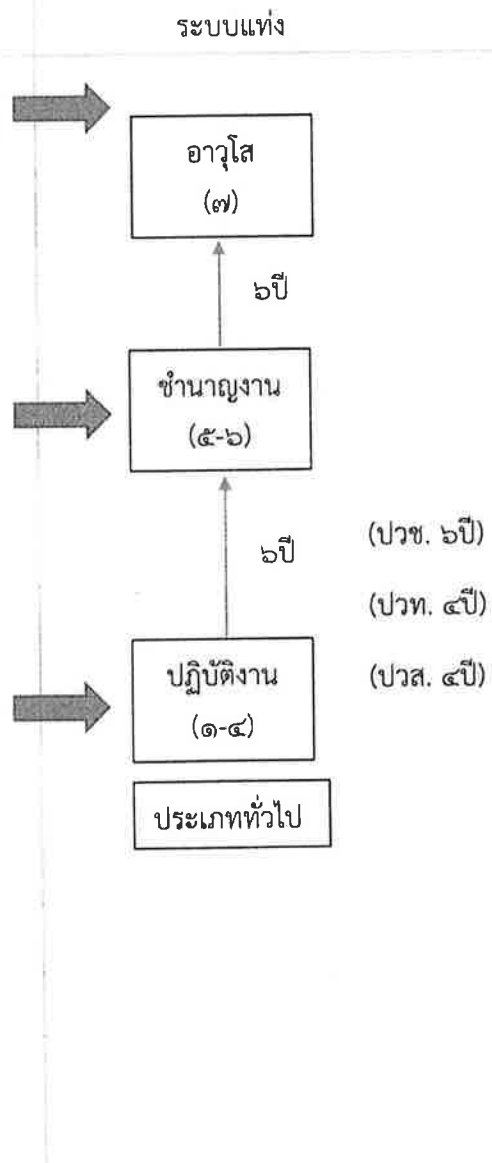 ระบบแท่ง
อาวุโส
(๗)
๖ปี
ชำนาญงาน
(๕-๖)
๖ปี
(ปวช. ๖ปี)
(ปวท. ๔ปี)
(ปวส. ๔ปี)
ปฏิบัติงาน
(๑-๔)
ประเภททั่วไป